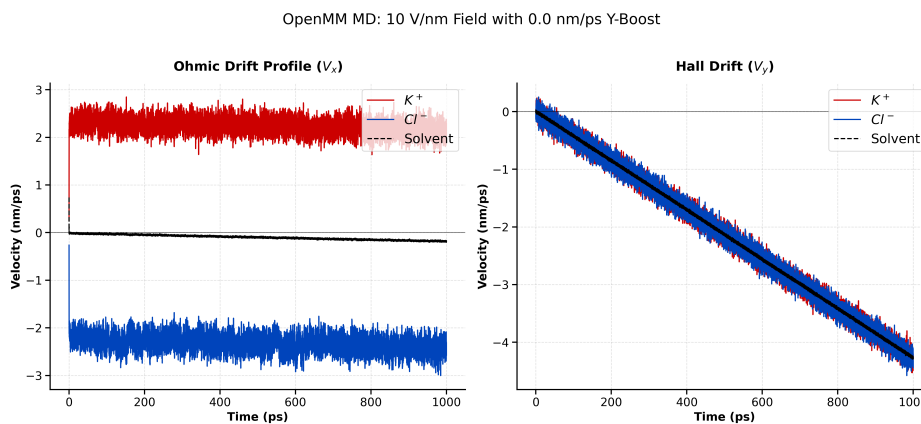 OpenMM MD: 10 V/nm Field with 0.0 nm/ps Y-Boost
Ohmic Drift Profile (Vx)
Velocity (nm/ps)
3
2
1
0
−1
−2
−3
K+
Cl−
Solvent
0 200 400 600 800 1000
Time (ps)
Hall Drift (Vy)
Velocity (nm/ps)
0
−1
−2
−3
−4
K+
Cl−
Solvent
0 200 400 600 800 100
Time (ps)